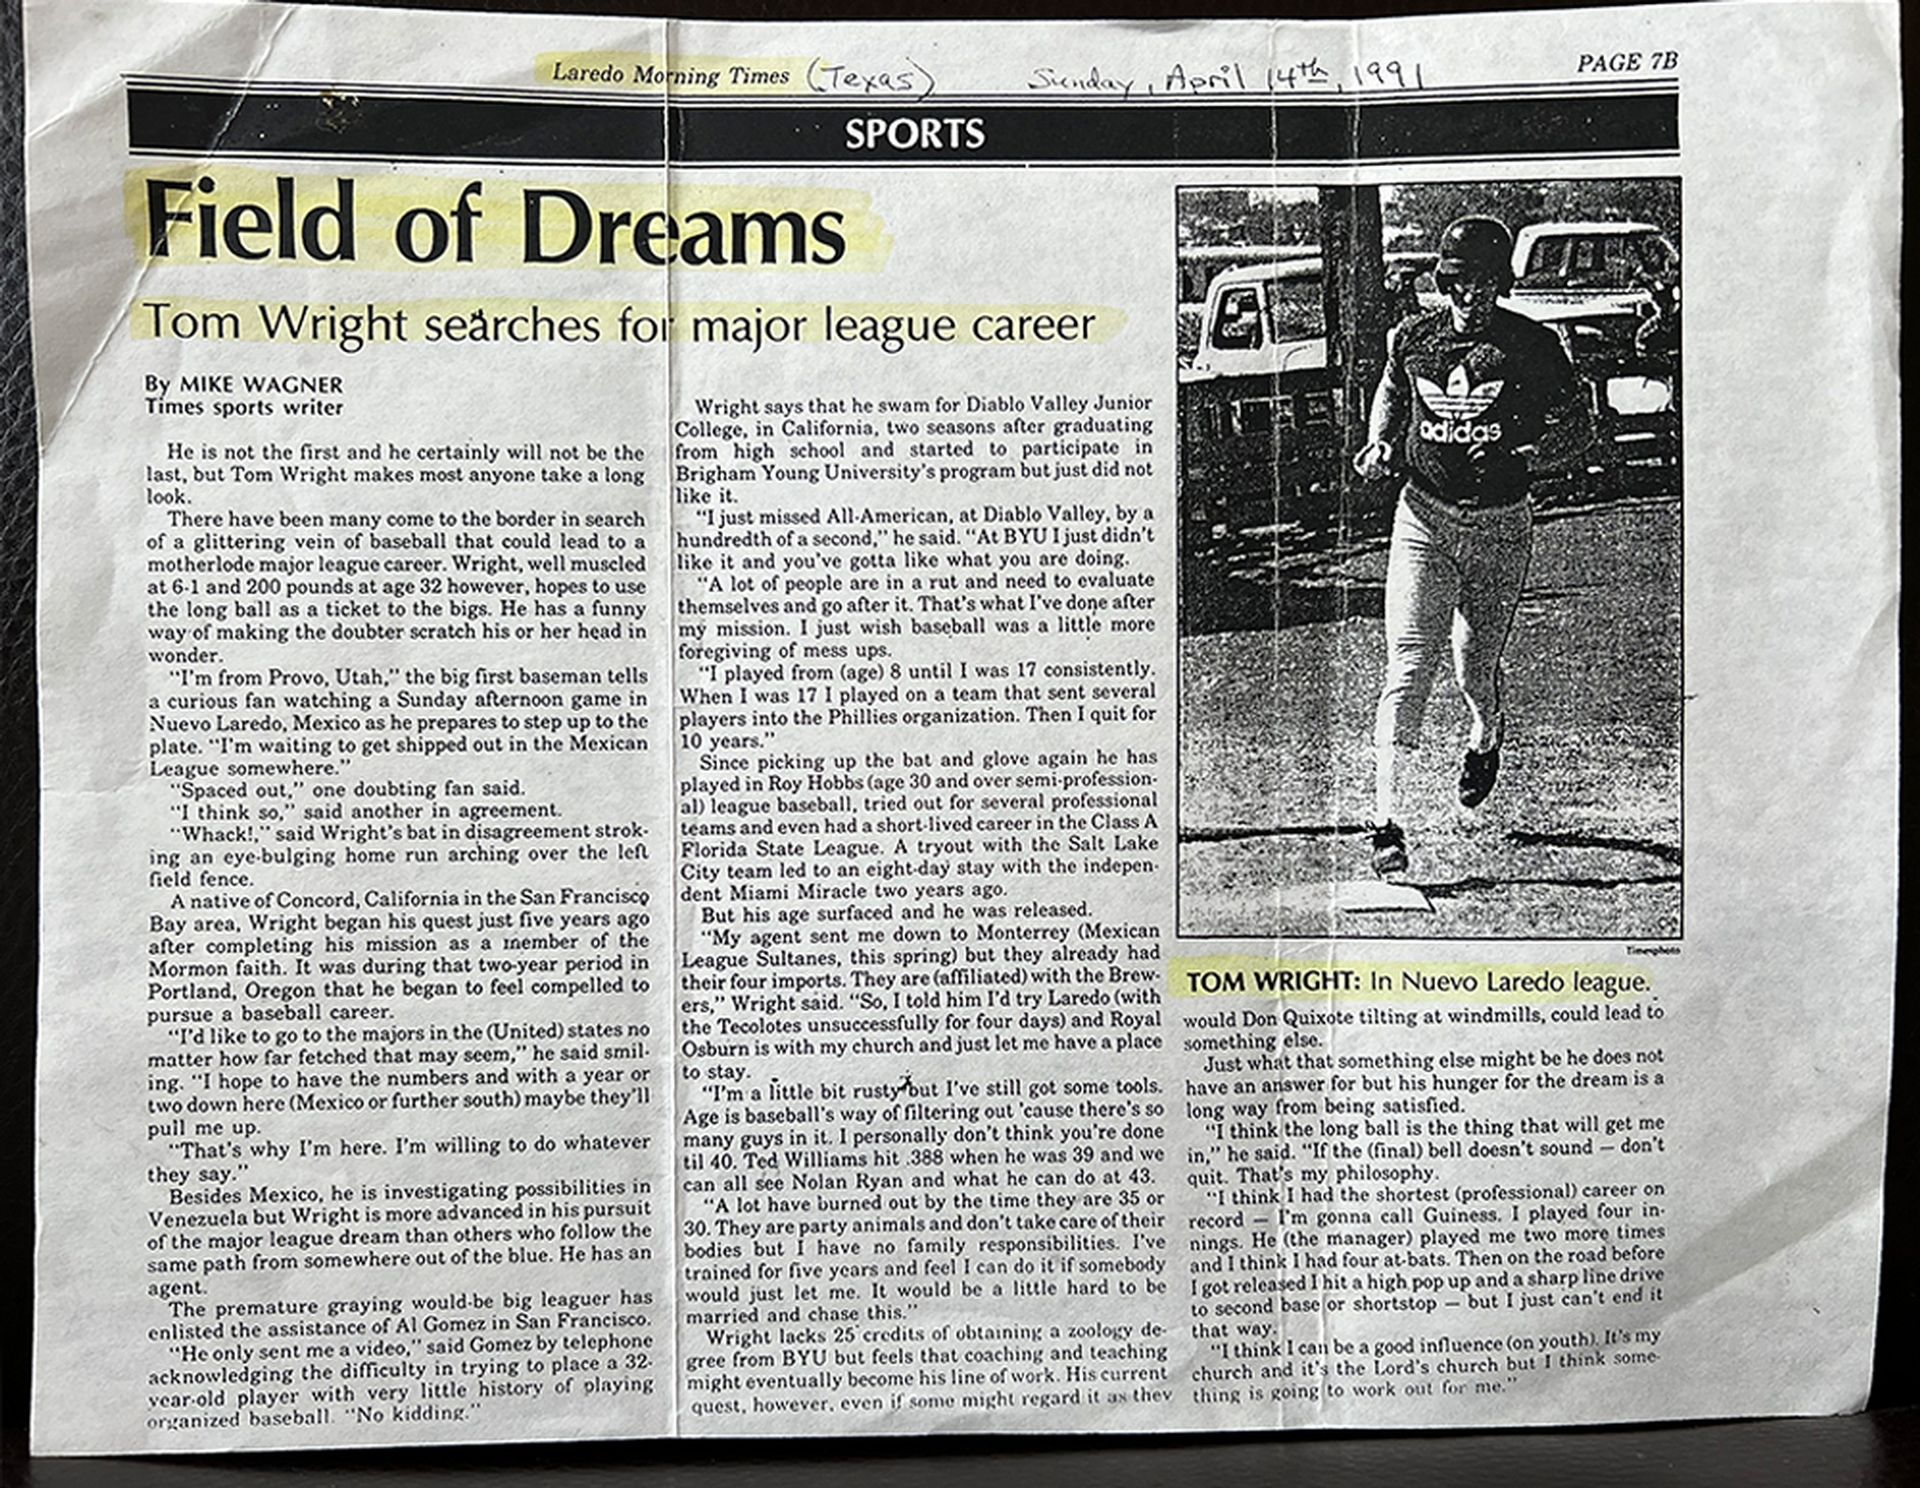 Laredo Morning Times (Texas) Sunday, April 14th, 1991 PAGE 7B
SPORTS
Field of Dreams
Tom Wright searches for major league career
By MIKE WAGNER
Times sports writer
He is not the first and he certainly will not be the
last, but Tom Wright makes most anyone take a long
look.
There have been many come to the border in search
of a glittering vein of baseball that could lead to a
motherlode major league career. Wright, well muscled
at 6-1 and 200 pounds at age 32 however, hopes to use
the long ball as a ticket to the bigs. He has a funny
way of making the doubter scratch his or her head in
wonder.
"I'm from Provo, Utah," the big first baseman tells
a curious fan watching a Sunday afternoon game in
Nuevo Laredo, Mexico as he prepares to step up to the
plate. "I'm waiting to get shipped out in the Mexican
League somewhere."
"Spaced out," one doubting fan said.
"I think so," said another in agreement.
"Whack!," said Wright's bat in disagreement strok-
ing an eye-bulging home run arching over the left
field fence.
A native of Concord, California in the San Francisco
Bay area, Wright began his quest just five years ago
after completing his mission as a member of the
Mormon faith. It was during that two-year period in
Portland, Oregon that he began to feel compelled to
pursue a baseball career.
"I'd like to go to the majors in the (United) states no
matter how far fetched that may seem," he said smil-
ing. "I hope to have the numbers and with a year or
two down here (Mexico or further south) maybe they'll
pull me up.
"That's why I'm here. I'm willing to do whatever
they say."
Besides Mexico, he is investigating possibilities in
Venezuela but Wright is more advanced in his pursuit
of the major league dream than others who follow the
same path from somewhere out of the blue. He has an
agent.
The premature graying would-be big leaguer has
enlisted the assistance of Al Gomez in San Francisco.
"He only sent me a video," said Gomez by telephone
acknowledging the difficulty in trying to place a 32-
year-old player with very little history of playing
organized baseball. "No kidding."
Wright says that he swam for Diablo Valley Junior
College, in California, two seasons after graduating
from high school and started to participate in
Brigham Young University's program but just did not
like it.
"I just missed All-American, at Diablo Valley, by a
hundredth of a second," he said. "At BYU I just didn't
like it and you've gotta like what you are doing.
"A lot of people are in a rut and need to evaluate
themselves and go after it. That's what I've done after
my mission. I just wish baseball was a little more
foregiving of mess ups.
"I played from (age) 8 until I was 17 consistently.
When I was 17 I played on a team that sent several
players into the Phillies organization. Then I quit for
10 years."
Since picking up the bat and glove again he has
played in Roy Hobbs (age 30 and over semi-profession-
al) league baseball, tried out for several professional
teams and even had a short-lived career in the Class A
Florida State League. A tryout with the Salt Lake
City team led to an eight-day stay with the indepen-
dent Miami Miracle two years ago.
But his age surfaced and he was released.
"My agent sent me down to Monterrey (Mexican
League Sultanes, this spring) but they already had
their four imports. They are (affiliated) with the Brew-
ers," Wright said. "So, I told him I'd try Laredo (with
the Tecolotes unsuccessfully for four days) and Royal
Osburn is with my church and just let me have a place
to stay.
"I'm a little bit rusty but I've still got some tools.
Age is baseball's way of filtering out 'cause there's so
many guys in it. I personally don't think you're done
til 40. Ted Williams hit .388 when he was 39 and we
can all see Nolan Ryan and what he can do at 43.
"A lot have burned out by the time they are 35 or
30. They are party animals and don't take care of their
bodies but I have no family responsibilities. I've
trained for five years and feel I can do it if somebody
would just let me. It would be a little hard to be
married and chase this."
Wright lacks 25 credits of obtaining a zoology de-
gree from BYU but feels that coaching and teaching
might eventually become his line of work. His current
quest, however, even if some might regard it as they
adidas
Timesphoto
TOM WRIGHT: In Nuevo Laredo league.
would Don Quixote tilting at windmills, could lead to
something else.
Just what that something else might be he does not
have an answer for but his hunger for the dream is a
long way from being satisfied.
"I think the long ball is the thing that will get me
in," he said. "If the (final) bell doesn't sound — don't
quit. That's my philosophy.
"I think I had the shortest (professional) career on
record — I'm gonna call Guiness. I played four in-
nings. He (the manager) played me two more times
and I think I had four at-bats. Then on the road before
I got released I hit a high pop up and a sharp line drive
to second base or shortstop — but I just can't end it
that way.
"I think I can be a good influence (on youth). It's my
church and it's the Lord's church but I think some-
thing is going to work out for me."